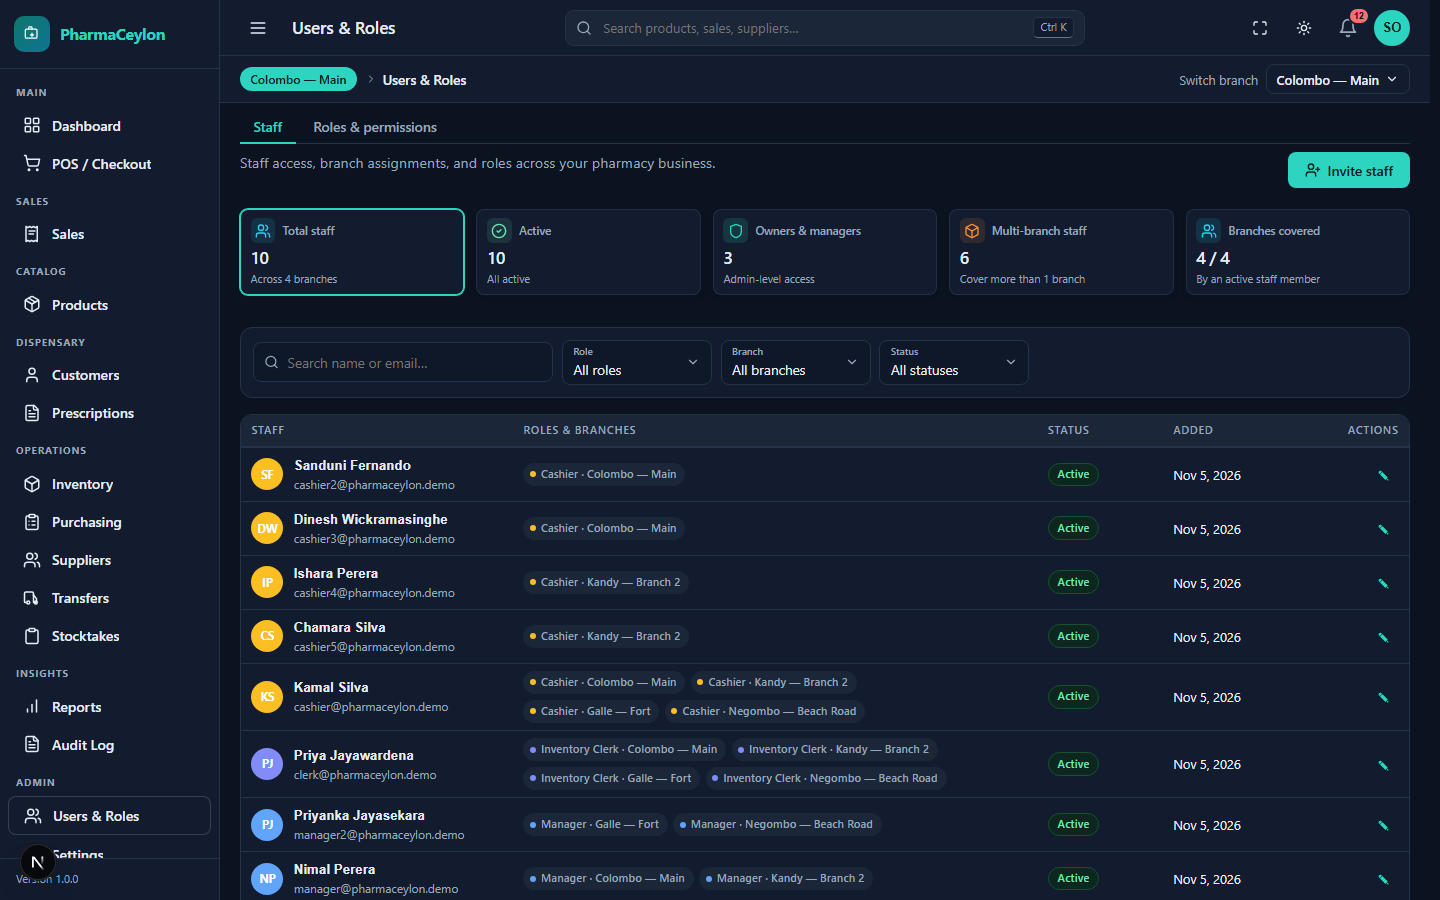 PharmaCeylon
Users & Roles
Search products, sales, suppliers...
Ctrl K
12
SO
Colombo — Main
Users & Roles
Switch branch
Colombo — Main
MAIN
Dashboard
POS / Checkout
SALES
Sales
CATALOG
Products
DISPENSARY
Customers
Prescriptions
OPERATIONS
Inventory
Purchasing
Suppliers
Transfers
Stocktakes
INSIGHTS
Reports
Audit Log
ADMIN
Users & Roles
Settings
N
Version 1.0.0
Staff
Roles & permissions
Staff access, branch assignments, and roles across your pharmacy business.
Invite staff
Total staff
10
Across 4 branches
Active
10
All active
Owners & managers
3
Admin-level access
Multi-branch staff
6
Cover more than 1 branch
Branches covered
4 / 4
By an active staff member
Search name or email...
Role
All roles
Branch
All branches
Status
All statuses
STAFF ROLES & BRANCHES STATUS ADDED ACTIONS
SF
Sanduni Fernando
cashier2@pharmaceylon.demo
Cashier · Colombo — Main
Active
Nov 5, 2026
DW
Dinesh Wickramasinghe
cashier3@pharmaceylon.demo
Cashier · Colombo — Main
Active
Nov 5, 2026
IP
Ishara Perera
cashier4@pharmaceylon.demo
Cashier · Kandy — Branch 2
Active
Nov 5, 2026
CS
Chamara Silva
cashier5@pharmaceylon.demo
Cashier · Kandy — Branch 2
Active
Nov 5, 2026
KS
Kamal Silva
cashier@pharmaceylon.demo
Cashier · Colombo — Main Cashier · Kandy — Branch 2
Cashier · Galle — Fort Cashier · Negombo — Beach Road
Active
Nov 5, 2026
PJ
Priya Jayawardena
clerk@pharmaceylon.demo
Inventory Clerk · Colombo — Main Inventory Clerk · Kandy — Branch 2
Inventory Clerk · Galle — Fort Inventory Clerk · Negombo — Beach Road
Active
Nov 5, 2026
PJ
Priyanka Jayasekara
manager2@pharmaceylon.demo
Manager · Galle — Fort Manager · Negombo — Beach Road
Active
Nov 5, 2026
NP
Nimal Perera
manager@pharmaceylon.demo
Manager · Colombo — Main Manager · Kandy — Branch 2
Active
Nov 5, 2026